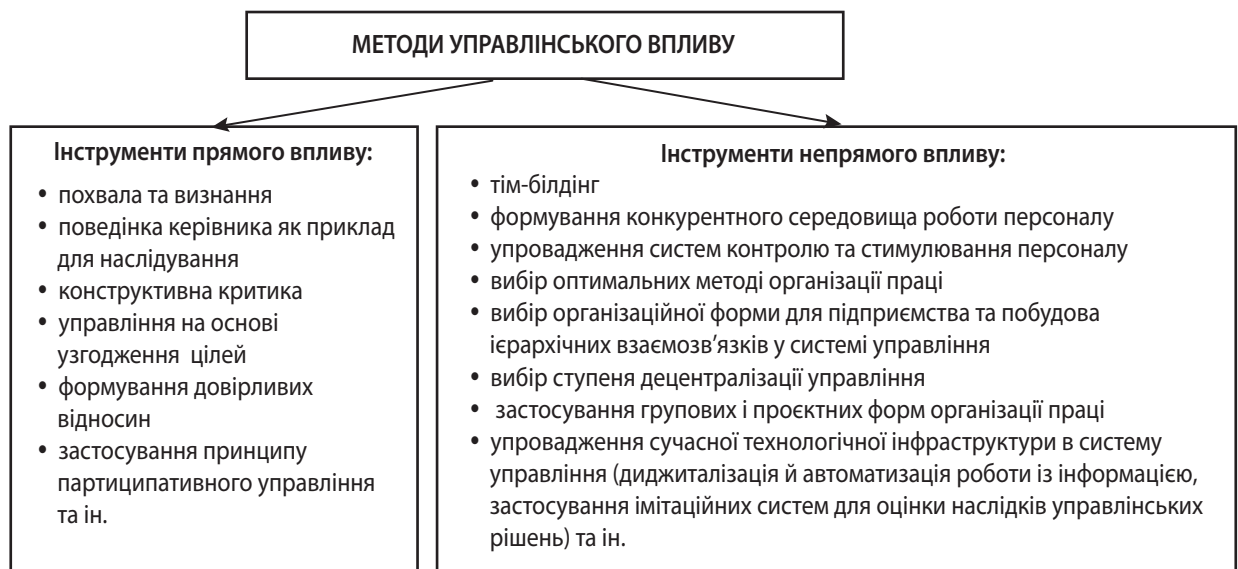 МЕТОДИ УПРАВЛІНСЬКОГО ВПЛИВУ
Інструменти прямого впливу:
• похвала та визнання
• поведінка керівника як приклад
для наслідування
• конструктивна критика
• управління на основі
узгодження цілей
• формування довірливих
відносин
• застосування принципу
партиципативного управління
та ін.
Інструменти непрямого впливу:
• тім-білдінг
• формування конкурентного середовища роботи персоналу
• упровадження систем контролю та стимулювання персоналу
• вибір оптимальних методі організації праці
• вибір організаційної форми для підприємства та побудова
ієрархічних взаємозв'язків у системі управління
• вибір ступеня децентралізації управління
• застосування групових і проєктних форм організації праці
• упровадження сучасної технологічної інфраструктури в систему
управління (диджиталізація й автоматизація роботи із інформацією,
застосування імітаційних систем для оцінки наслідків управлінських
рішень) та ін.